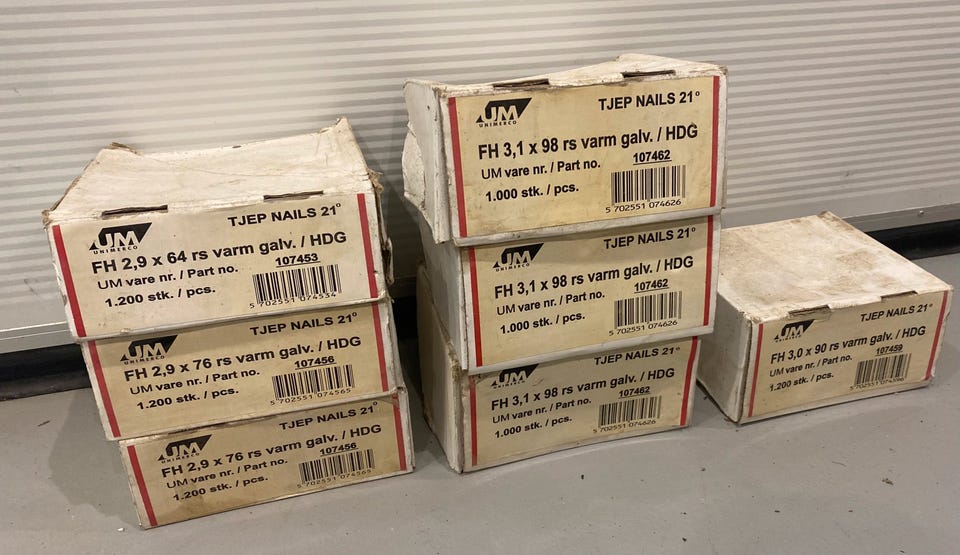 UM
UNIMERCO
TJEP NAILS 21°
FH 2,9 x 64 rs varm galv. / HDG
UM vare nr. / Part no.
107453
1.200 stk. / pcs.
5 702551 074534
UM
UNIMERCO
TJEP NAILS 21°
FH 2,9 x 76 rs varm galv. / HDG
UM vare nr. / Part no.
107456
1.200 stk. / pcs.
5 702551 074565
UM
UNIMERCO
TJEP NAILS 21°
FH 2,9 x 76 rs varm galv. / HDG
UM vare nr. / Part no.
107456
1.200 stk. / pcs.
5 702551 074565
UM
UNIMERCO
TJEP NAILS 21°
FH 3,1 x 98 rs varm galv. / HDG
UM vare nr. / Part no.
107462
1.000 stk. / pcs.
5 702551 074626
UM
UNIMERCO
TJEP NAILS 21°
FH 3,1 x 98 rs varm galv. / HDG
UM vare nr. / Part no.
107462
1.000 stk. / pcs.
5 702551 074626
UM
UNIMERCO
TJEP NAILS 21°
FH 3,1 x 98 rs varm galv. / HDG
UM vare nr. / Part no.
107462
1.000 stk. / pcs.
5 702551 074626
UM
UNIMERCO
TJEP NAILS 21°
FH 3,0 x 90 rs varm galv. / HDG
UM vare nr. / Part no.
107459
1.200 stk. / pcs.
5 702551 074596